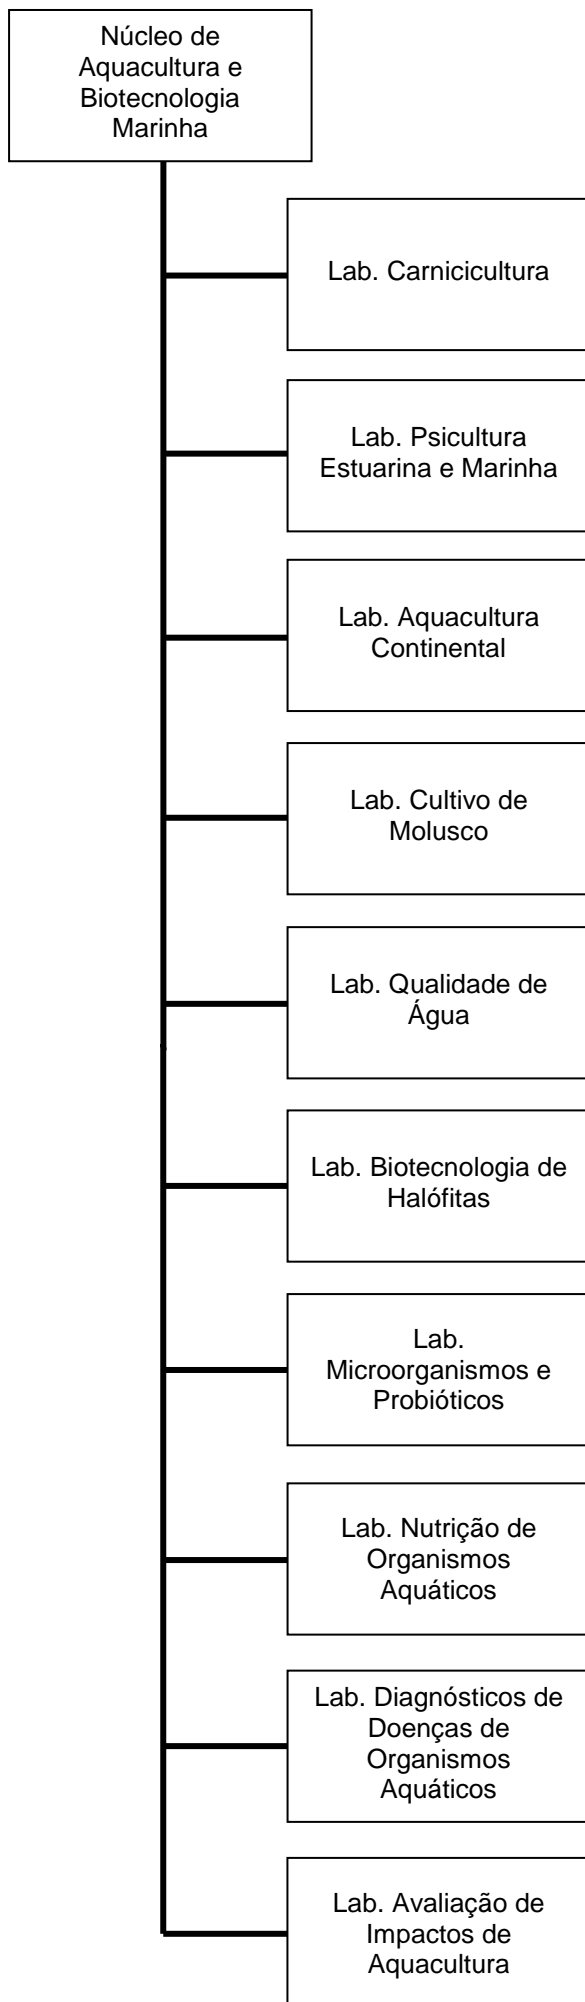 Núcleo de
Aquacultura e
Biotecnologia
Marinha
Lab. Carnicicultura
Lab. Psicultura
Estuarina e Marinha
Lab. Aquacultura
Continental
Lab. Cultivo de
Molusco
Lab. Qualidade de
Água
Lab. Biotecnologia de
Halófitas
Lab.
Microorganismos e
Probióticos
Lab. Nutrição de
Organismos
Aquáticos
Lab. Diagnósticos de
Doenças de
Organismos
Aquáticos
Lab. Avaliação de
Impactos de
Aquacultura